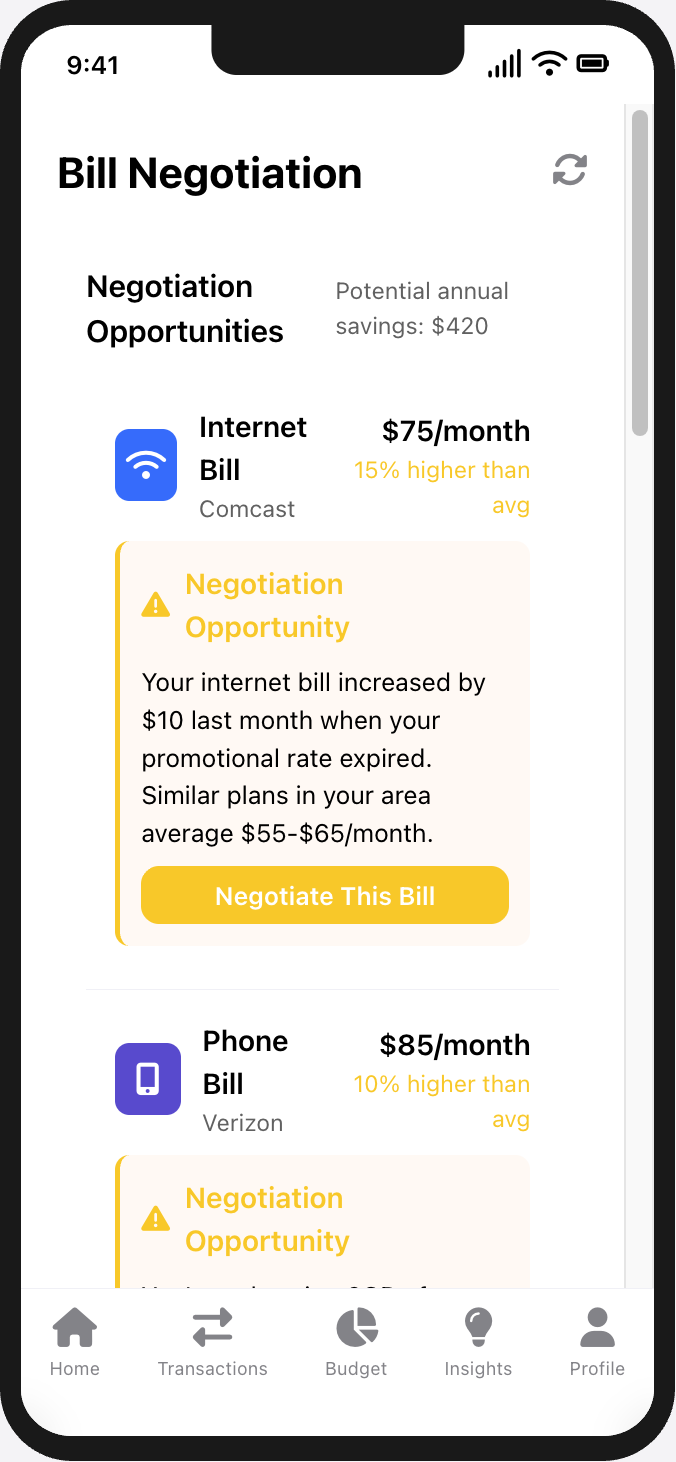 9:41
Bill Negotiation
Negotiation
Opportunities
Potential annual
savings: $420
Internet
Bill
Comcast
$75/month
15% higher than
avg
Negotiation
Opportunity
Your internet bill increased by
$10 last month when your
promotional rate expired.
Similar plans in your area
average $55-$65/month.
Negotiate This Bill
Phone
Bill
Verizon
$85/month
10% higher than
avg
Negotiation
Opportunity
Home
Transactions
Budget
Insights
Profile